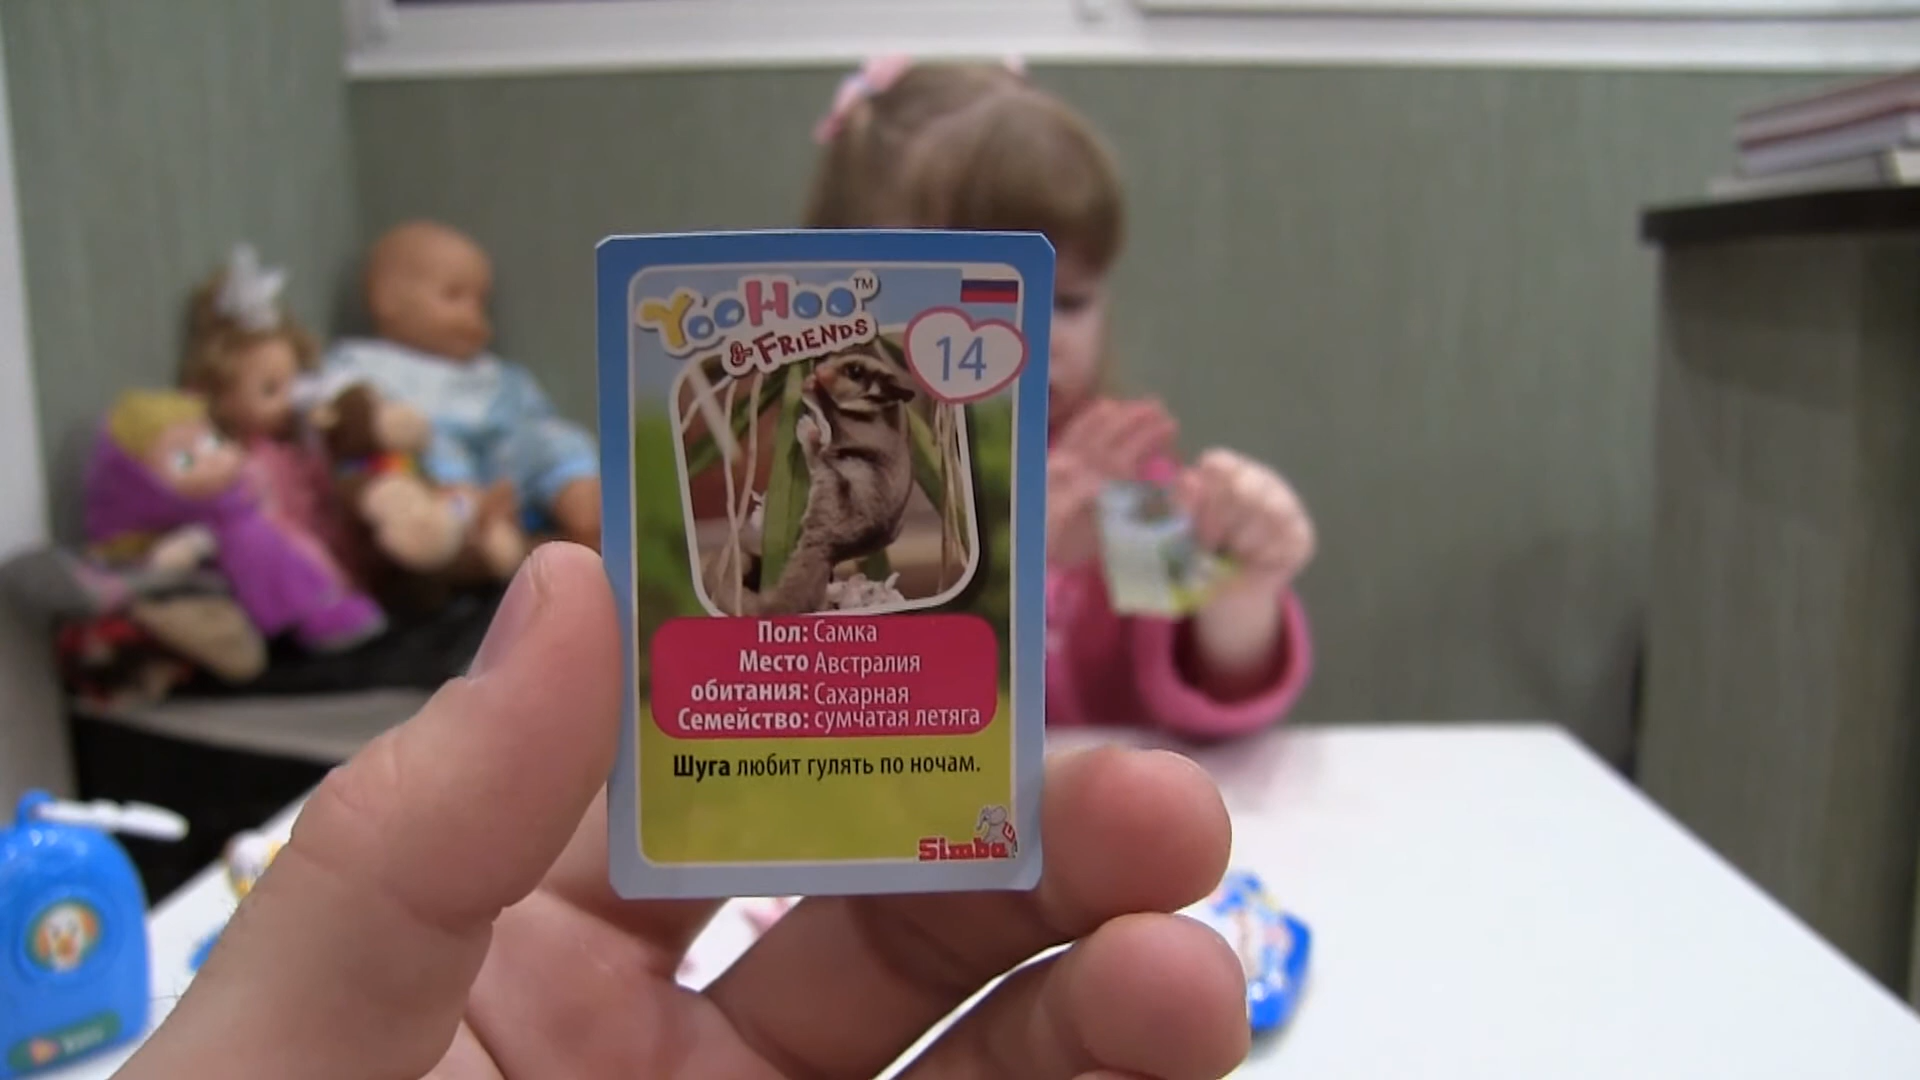 YooHoo™
& FRIENDS
14
Пол: Самка
Место Австралия
обитания: Сахарная
Семейство: сумчатая летяга
Шуга любит гулять по ночам.
Simba